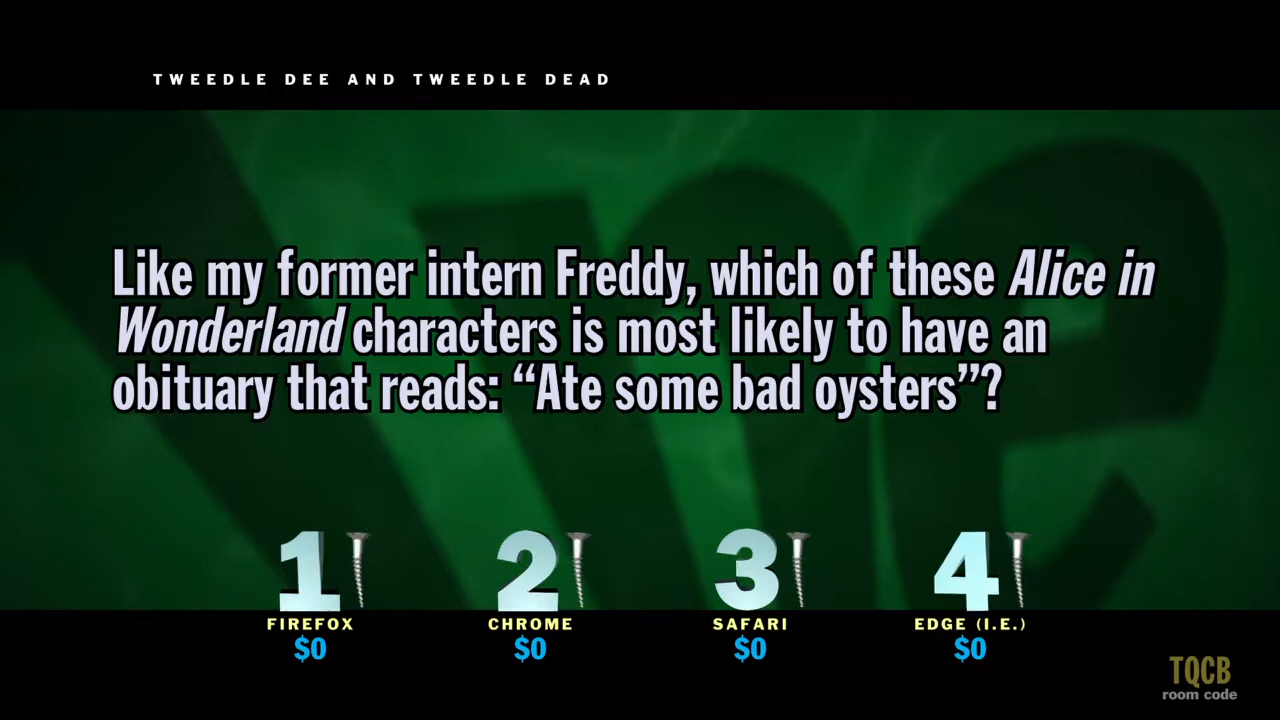 TWEEDLE DEE AND TWEEDLE DEAD
Like my former intern Freddy, which of these Alice in
Wonderland characters is most likely to have an
obituary that reads: “Ate some bad oysters”?
1 2 3 4
FIREFOX CHROME SAFARI EDGE (I.E.)
$0 $0 $0 $0
TQCB
room code